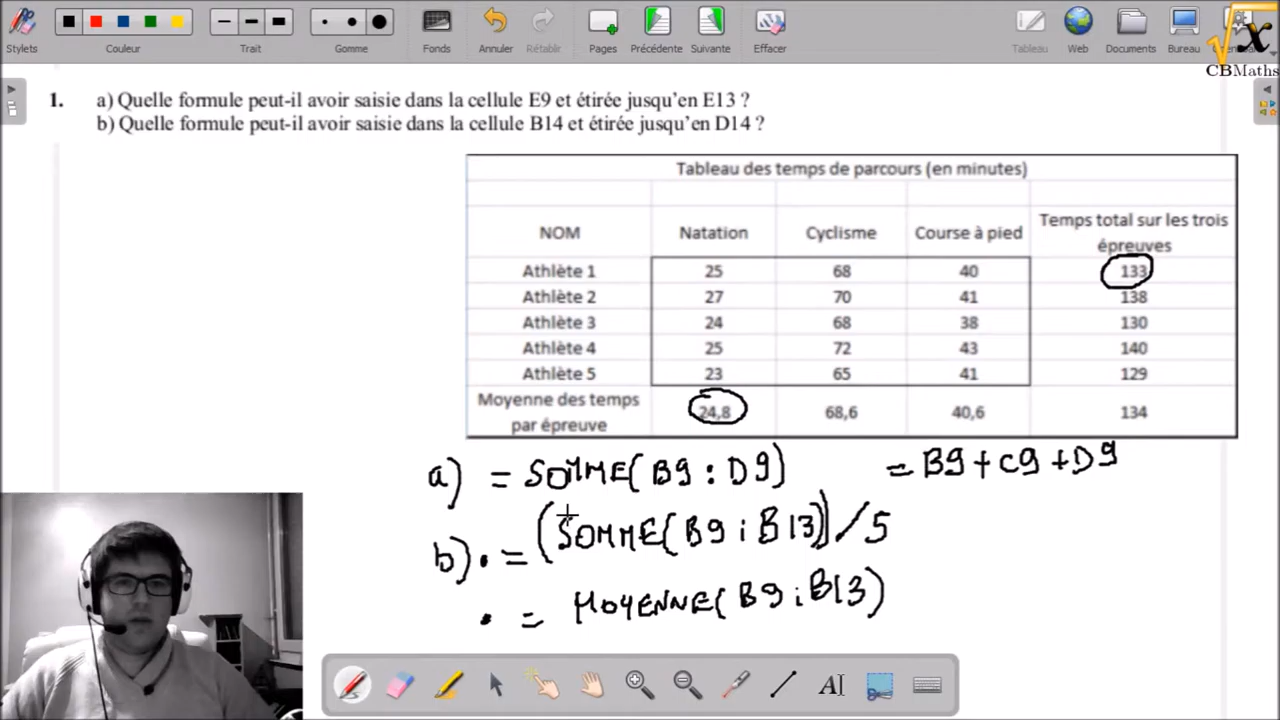 Stylets Couleur Trait Gomme Fonds Annuler Rétablir Pages Précédente Suivante Effacer Tableau Web Documents Bureau
CBMaths
1. a) Quelle formule peut-il avoir saisie dans la cellule E9 et étirée jusqu'en E13 ?
b) Quelle formule peut-il avoir saisie dans la cellule B14 et étirée jusqu'en D14 ?
Tableau des temps de parcours (en minutes)
NOM Natation Cyclisme Course à pied Temps total sur les trois épreuves
Athlète 1 25 68 40 133
Athlète 2 27 70 41 138
Athlète 3 24 68 38 130
Athlète 4 25 72 43 140
Athlète 5 23 65 41 129
Moyenne des temps par épreuve 24,8 68,6 40,6 134
a) = SOMME(B9 : D9) = B9 + C9 + D9
b) • = (SOMME(B9 ; B13)) / 5
• = MOYENNE(B9 ; B13)